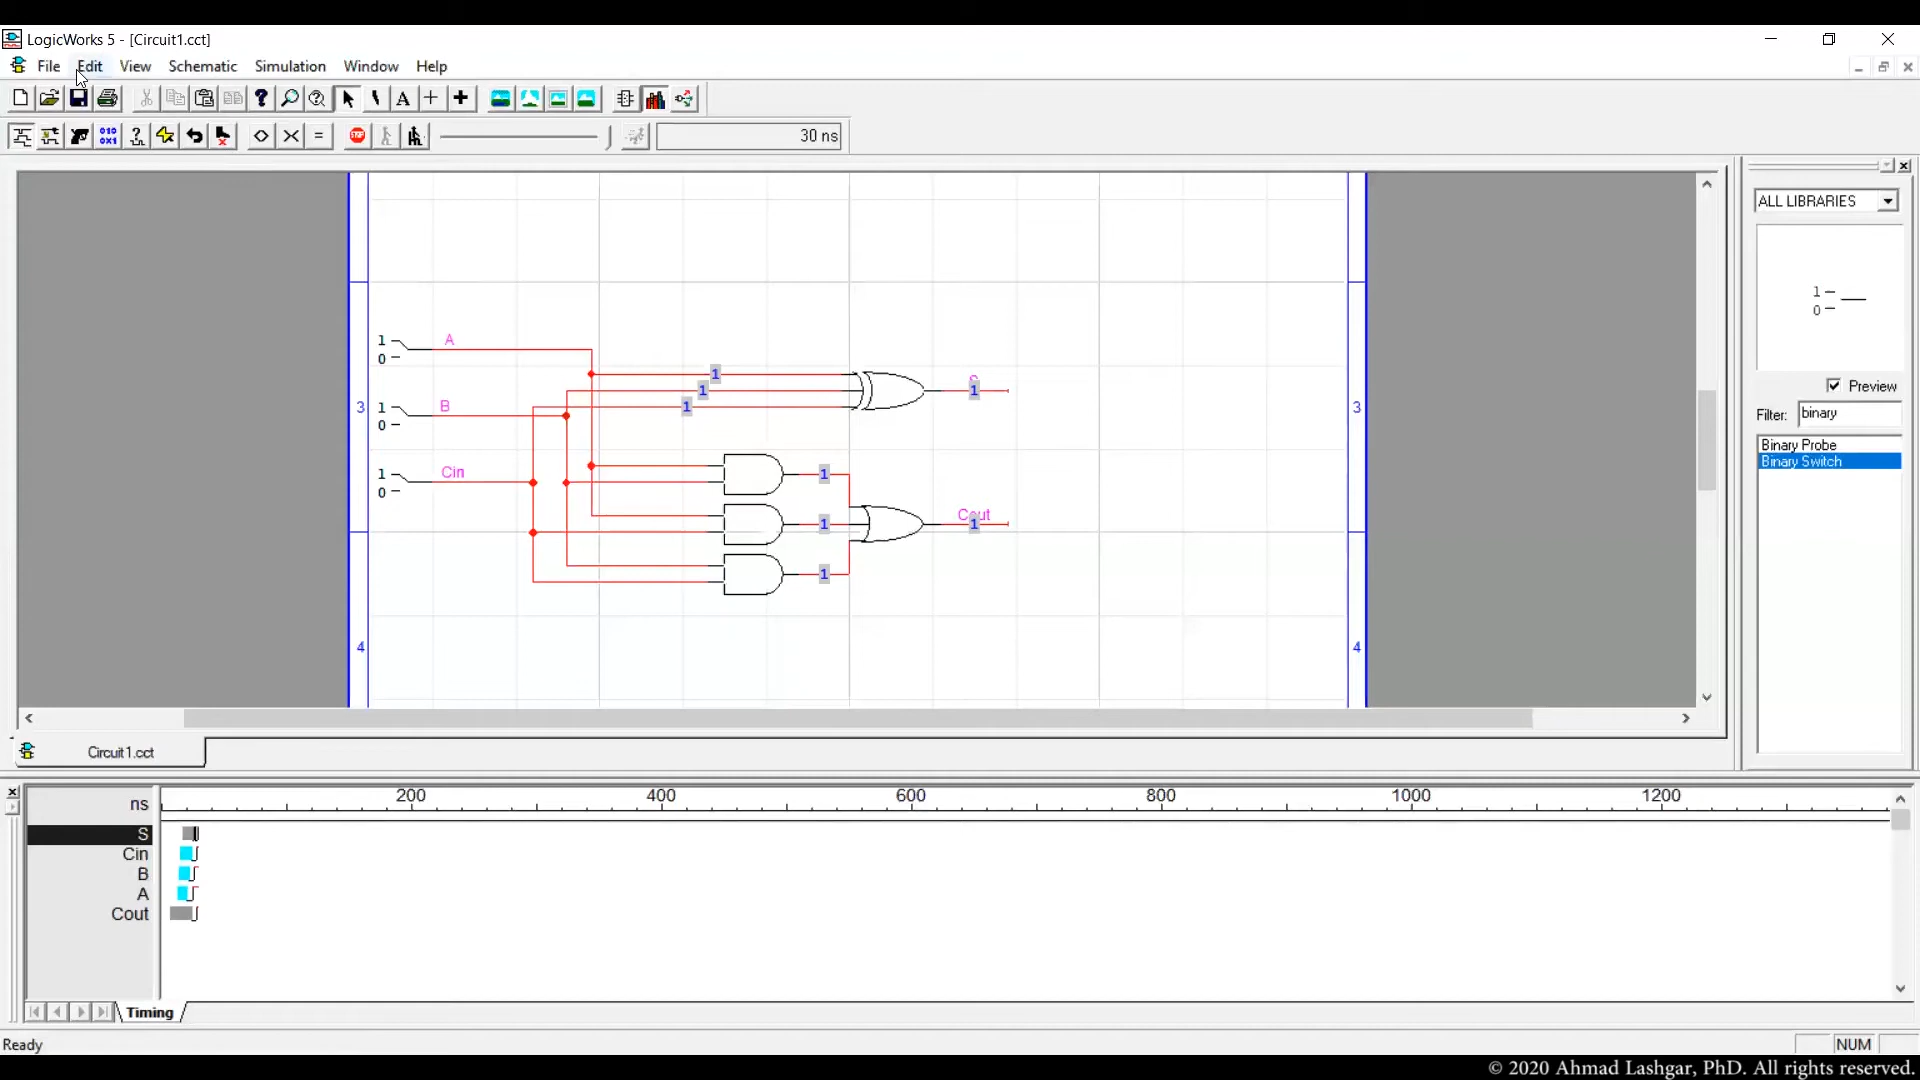 LogicWorks 5 - [Circuit1.cct]
File Edit View Schematic Simulation Window Help
30 ns
ALL LIBRARIES
1
0
Preview
Filter: binary
Binary Probe
Binary Switch
1 A
0
1
1
3 1 B 1 1 3
0
1 Cin 1
0
1 Cout 1
1
4 4
Circuit1.cct
ns 200 400 600 800 1000 1200
S
Cin
B
A
Cout
Timing
Ready NUM
© 2020 Ahmad Lashgar, PhD. All rights reserved.